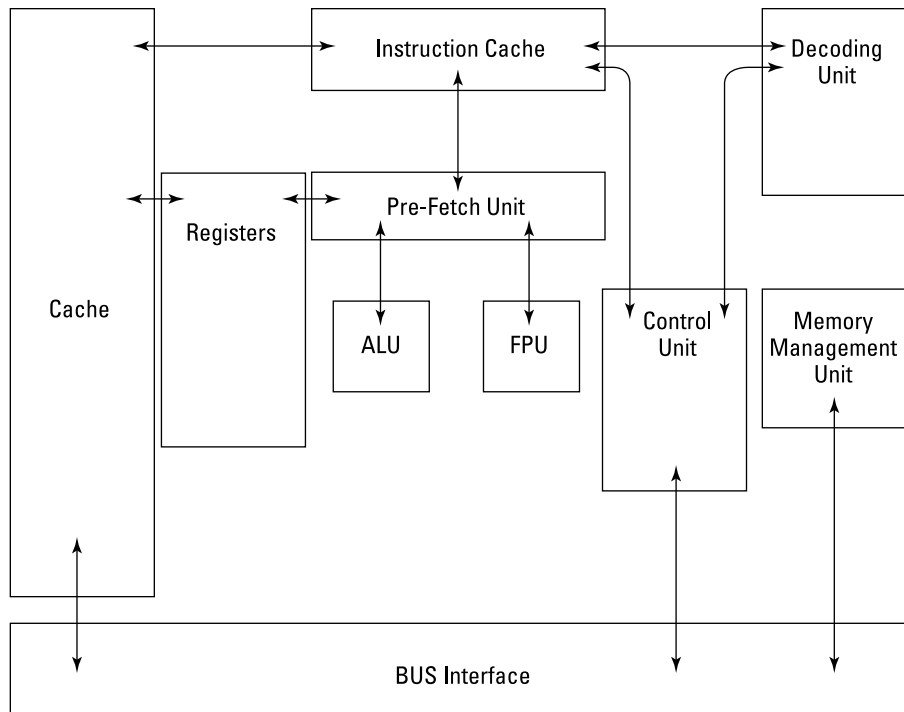 Instruction Cache
Decoding
Unit
Pre-Fetch Unit
Registers
Cache
ALU
FPU
Control
Unit
Memory
Management
Unit
BUS Interface